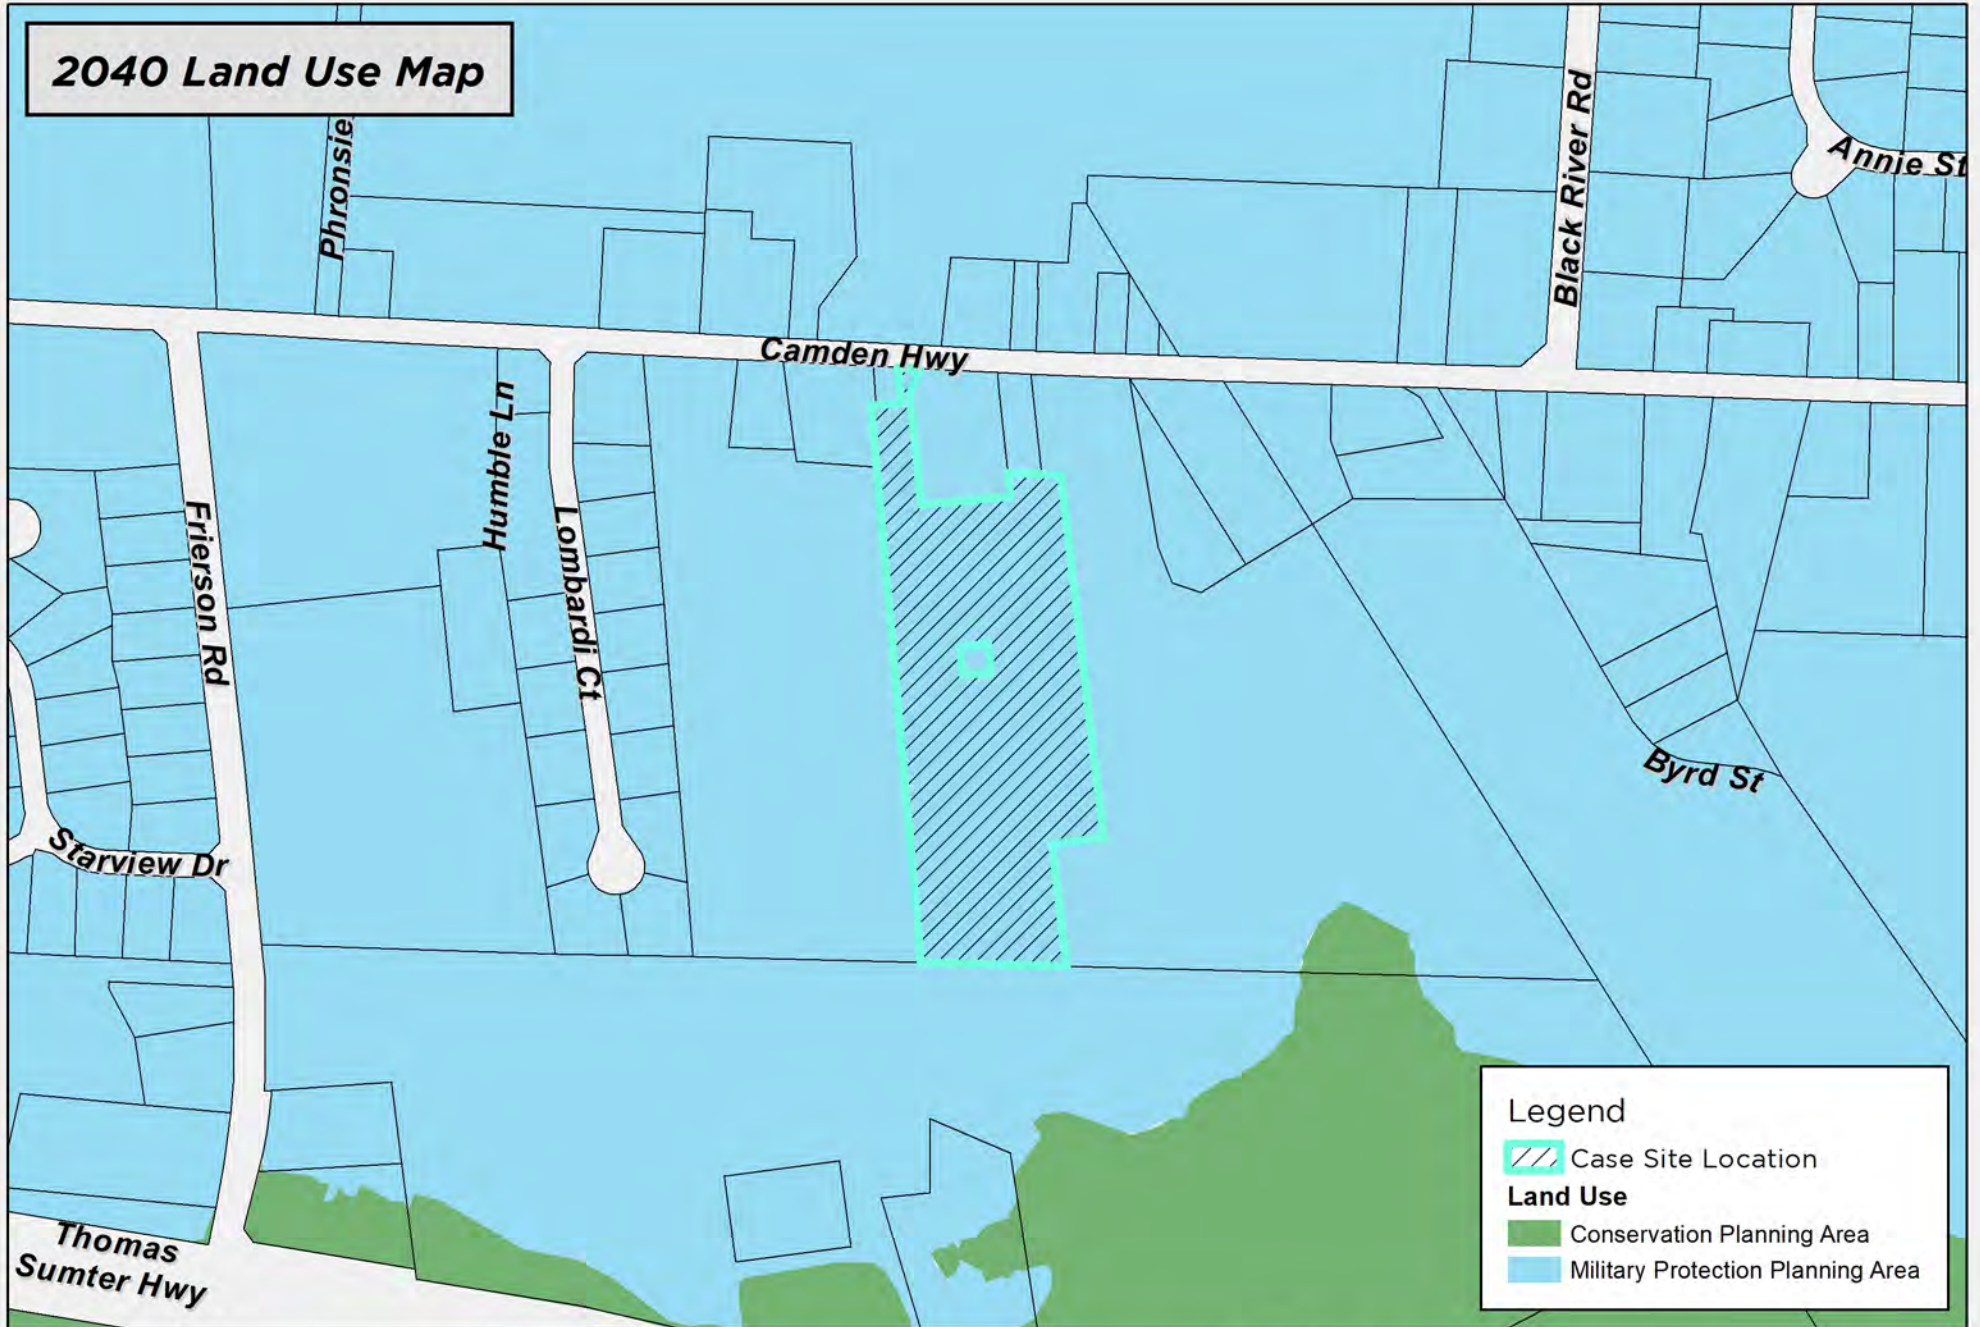 2040 Land Use Map
Phronsie
Black River Rd
Annie St
Camden Hwy
Humble Ln
Frierson Rd
Lombardi Ct
Byrd St
Starview Dr
Thomas
Sumter Hwy
Legend
Case Site Location
Land Use
Conservation Planning Area
Military Protection Planning Area